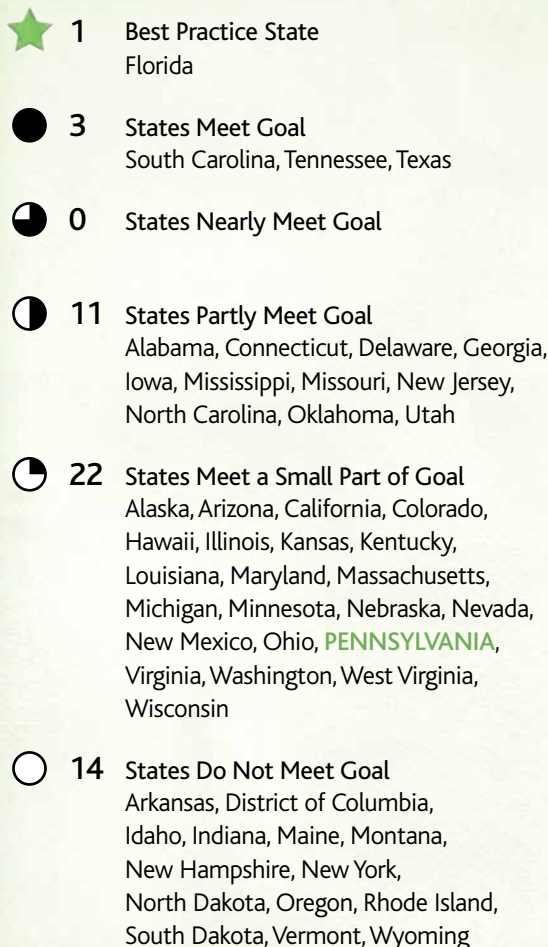 1 Best Practice State
Florida
3 States Meet Goal
South Carolina, Tennessee, Texas
0 States Nearly Meet Goal
11 States Partly Meet Goal
Alabama, Connecticut, Delaware, Georgia,
Iowa, Mississippi, Missouri, New Jersey,
North Carolina, Oklahoma, Utah
22 States Meet a Small Part of Goal
Alaska, Arizona, California, Colorado,
Hawaii, Illinois, Kansas, Kentucky,
Louisiana, Maryland, Massachusetts,
Michigan, Minnesota, Nebraska, Nevada,
New Mexico, Ohio, PENNSYLVANIA,
Virginia, Washington, West Virginia,
Wisconsin
14 States Do Not Meet Goal
Arkansas, District of Columbia,
Idaho, Indiana, Maine, Montana,
New Hampshire, New York,
North Dakota, Oregon, Rhode Island,
South Dakota, Vermont, Wyoming